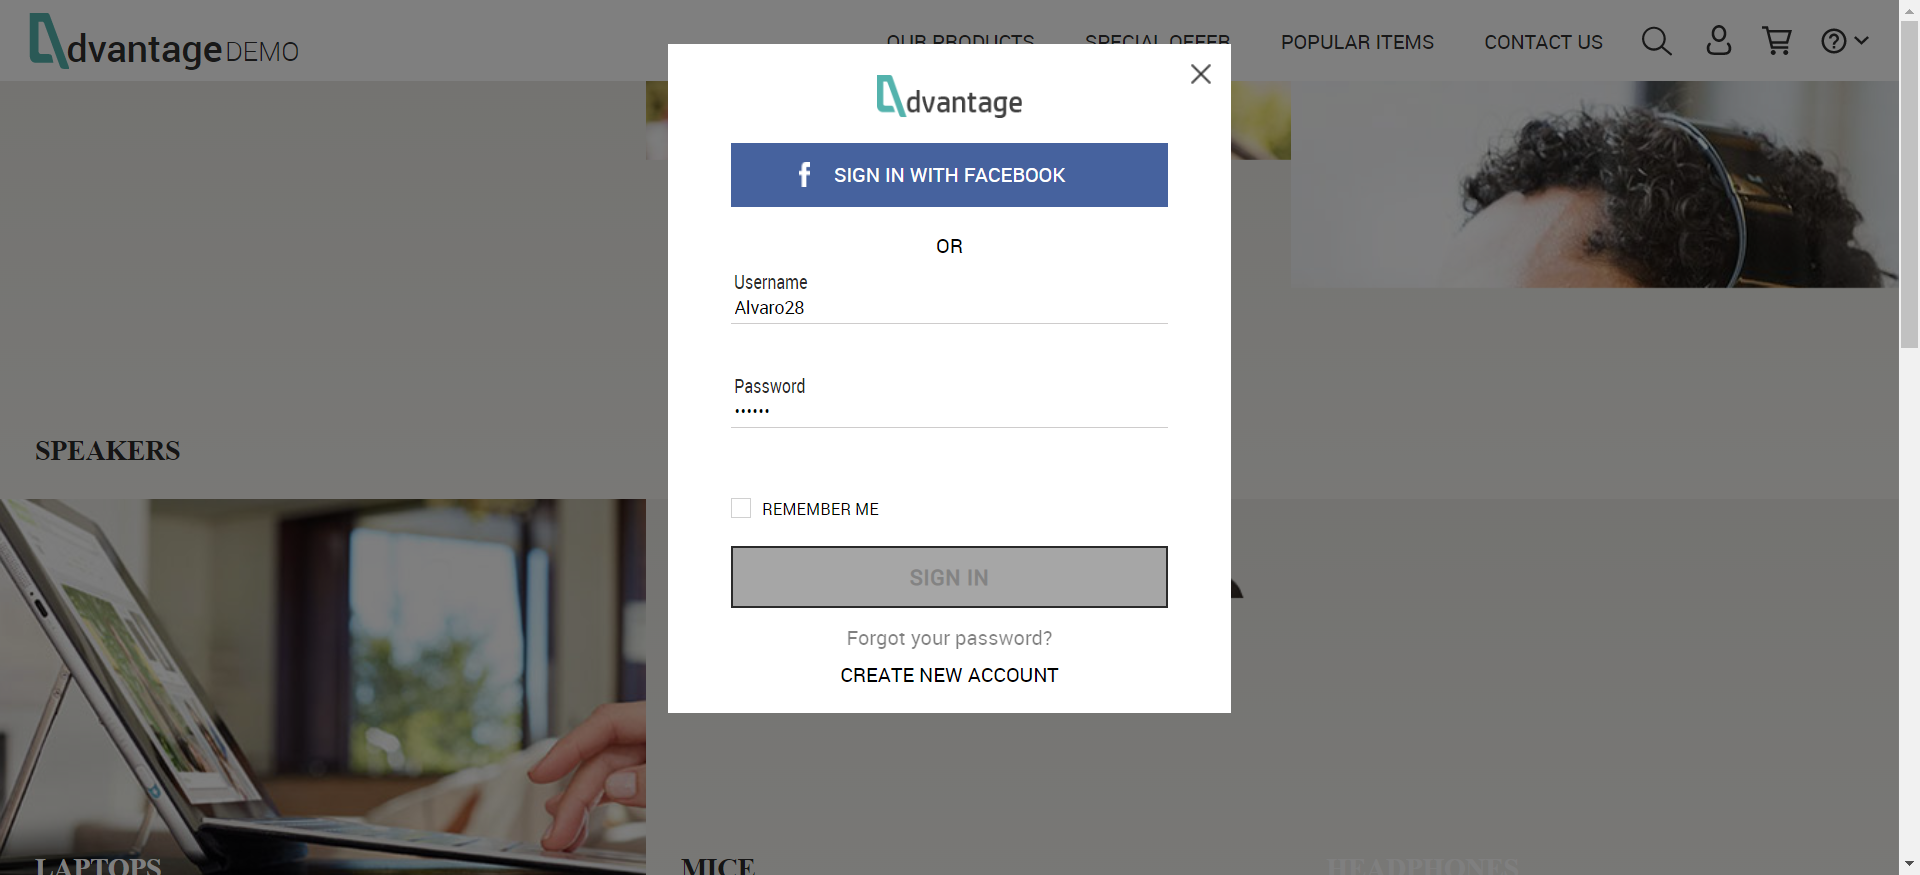 dvantage DEMO
OUR PRODUCTS SPECIAL OFFER POPULAR ITEMS CONTACT US
dvantage
SIGN IN WITH FACEBOOK
OR
Username
Alvaro28
Password
••••••
SPEAKERS
REMEMBER ME
SIGN IN
Forgot your password?
CREATE NEW ACCOUNT
LAPTOPS MICE HEADPHONES